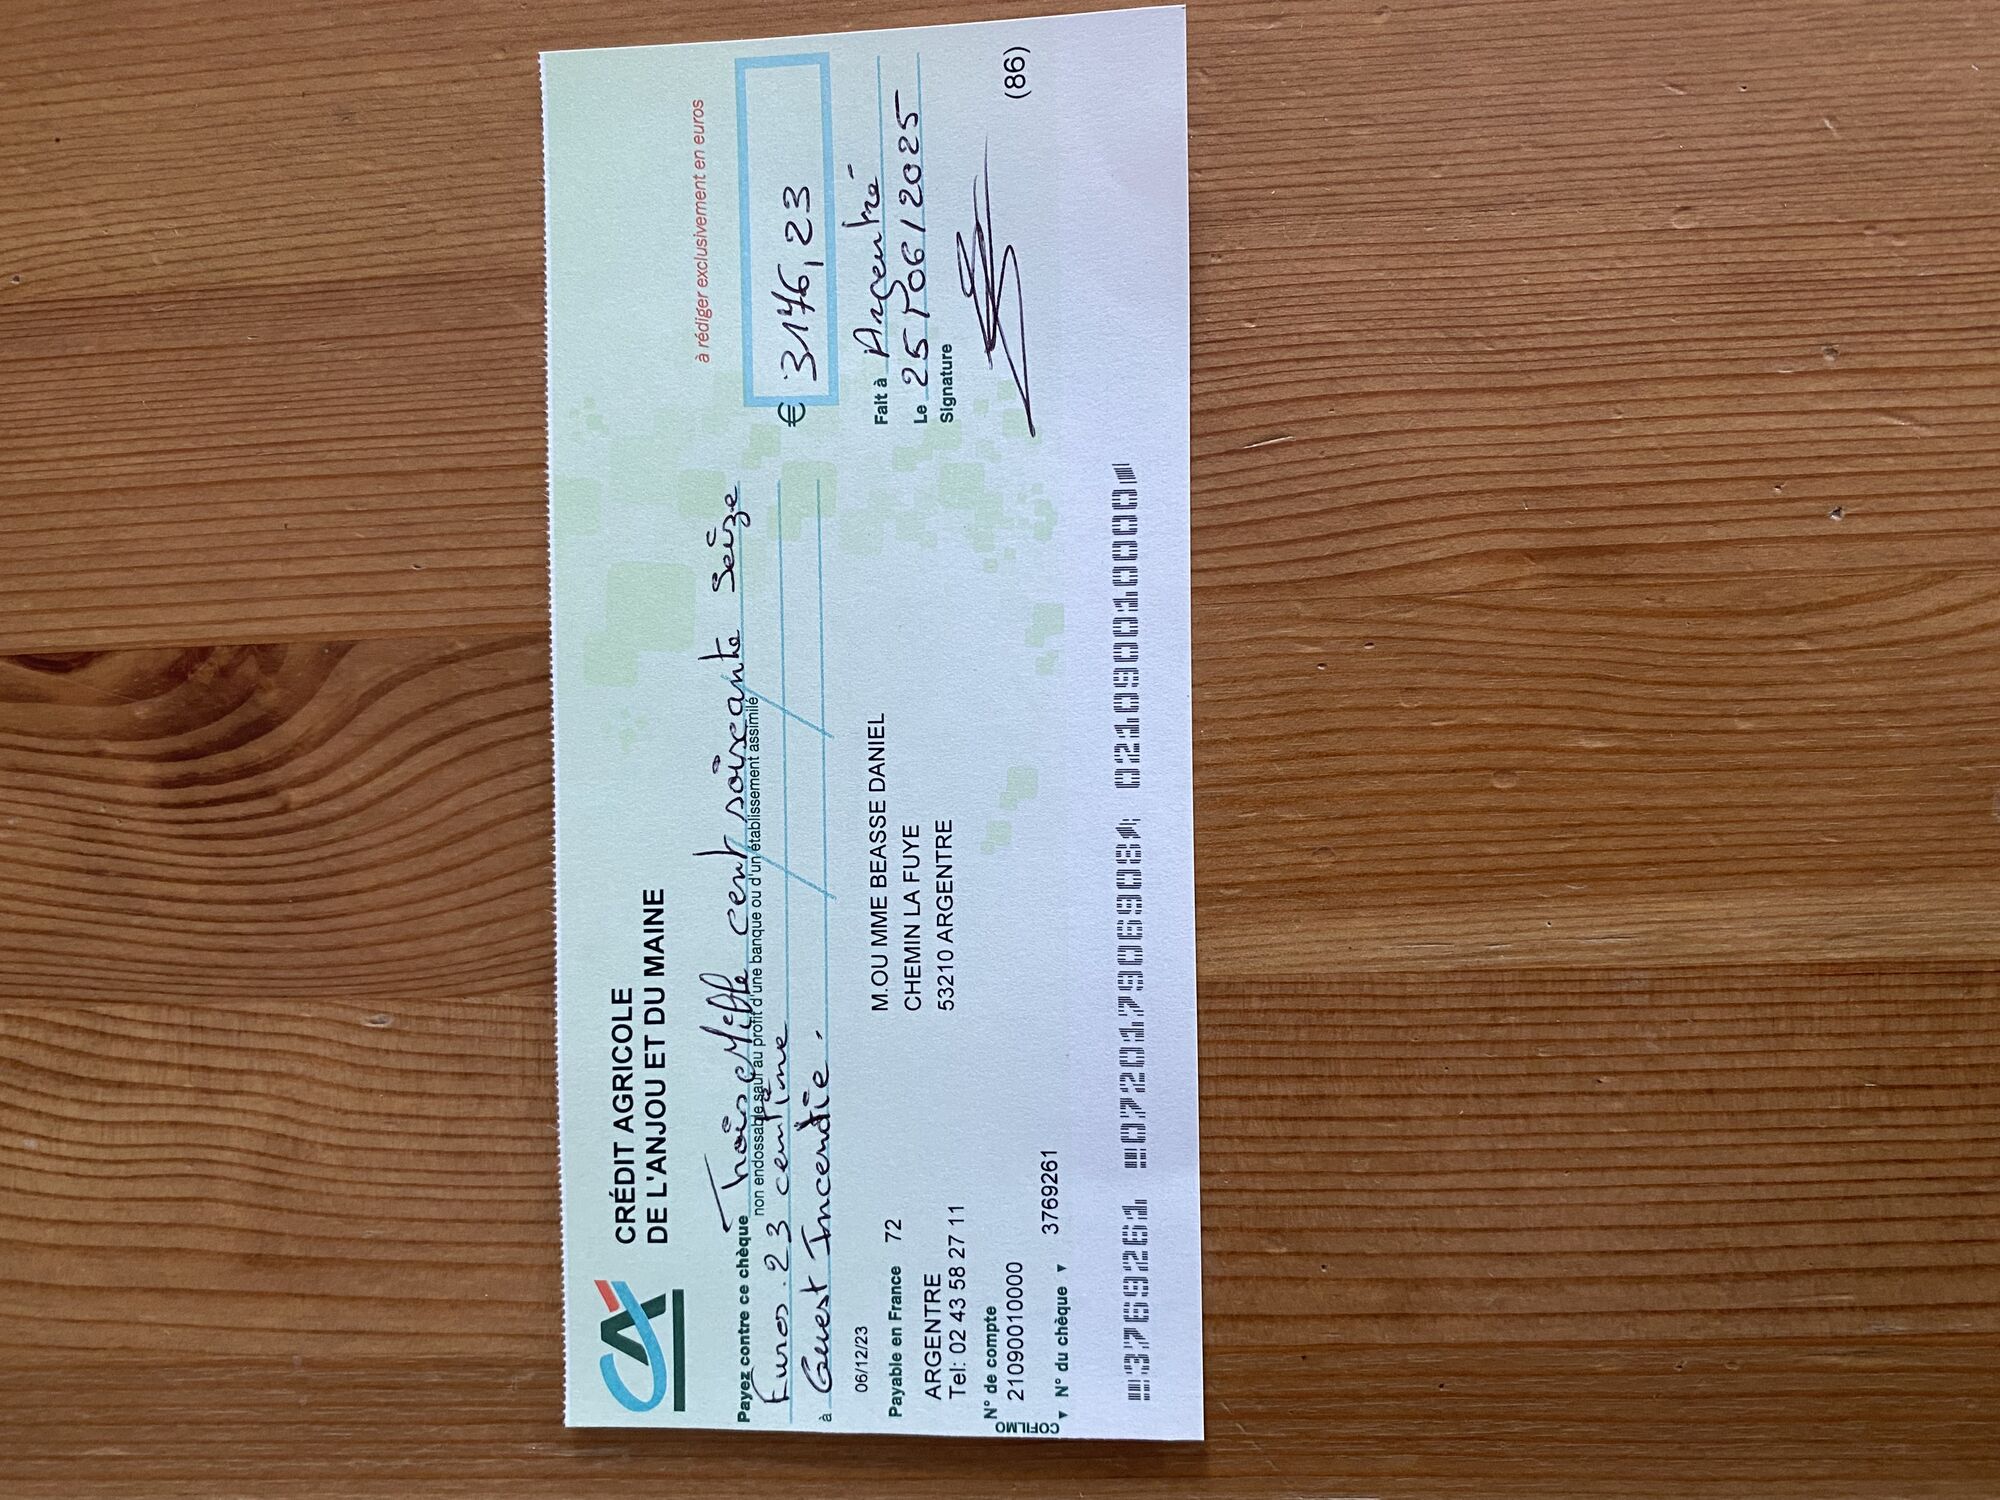 CA
CRÉDIT AGRICOLE
DE L'ANJOU ET DU MAINE
à rédiger exclusivement en euros
Payez contre ce chèque Trois Mille cent soixante Seize
non endossable sauf au profit d'une banque ou d'un établissement assimilé
Euros. 23 centime
€ 3176,23
à Ouest Incendie.
06/12/23
Payable en France 72
M.OU MME BEASSE DANIEL
CHEMIN LA FUYE
53210 ARGENTRE
Fait à Argentré
Le 25/06/2025
Signature
ARGENTRE
Tel: 02 43 58 27 11
N° de compte
21090010000
(86)
COFILMO
▼ N° du chèque ▼ 3769261